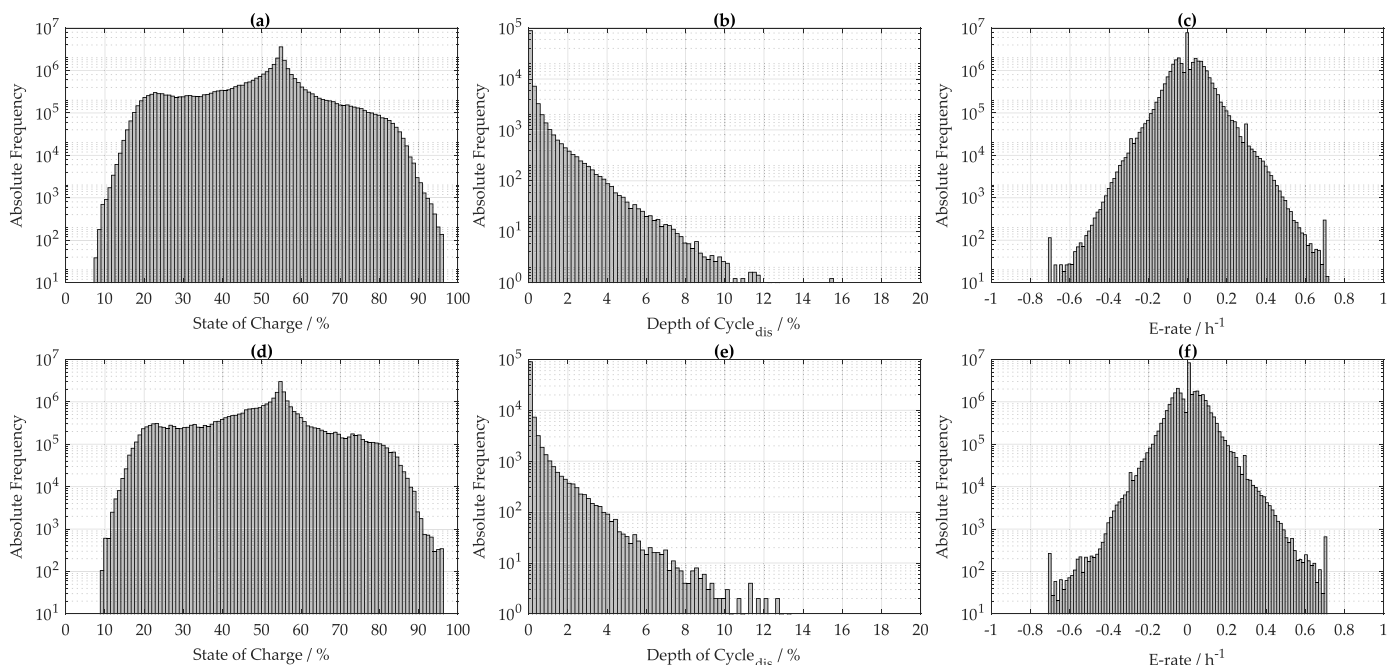 (a) (b) (c)
10^7 10^6 10^5 10^4 10^3 10^2 10^1
Absolute Frequency
0 10 20 30 40 50 60 70 80 90 100
State of Charge / %
10^5 10^4 10^3 10^2 10^1 10^0
Absolute Frequency
0 2 4 6 8 10 12 14 16 18 20
Depth of Cycle_dis / %
10^7 10^6 10^5 10^4 10^3 10^2 10^1
Absolute Frequency
-1 -0.8 -0.6 -0.4 -0.2 0 0.2 0.4 0.6 0.8 1
E-rate / h^-1
(d) (e) (f)
10^7 10^6 10^5 10^4 10^3 10^2 10^1
Absolute Frequency
0 10 20 30 40 50 60 70 80 90 100
State of Charge / %
10^5 10^4 10^3 10^2 10^1 10^0
Absolute Frequency
0 2 4 6 8 10 12 14 16 18 20
Depth of Cycle_dis / %
10^7 10^6 10^5 10^4 10^3 10^2 10^1
Absolute Frequency
-1 -0.8 -0.6 -0.4 -0.2 0 0.2 0.4 0.6 0.8 1
E-rate / h^-1